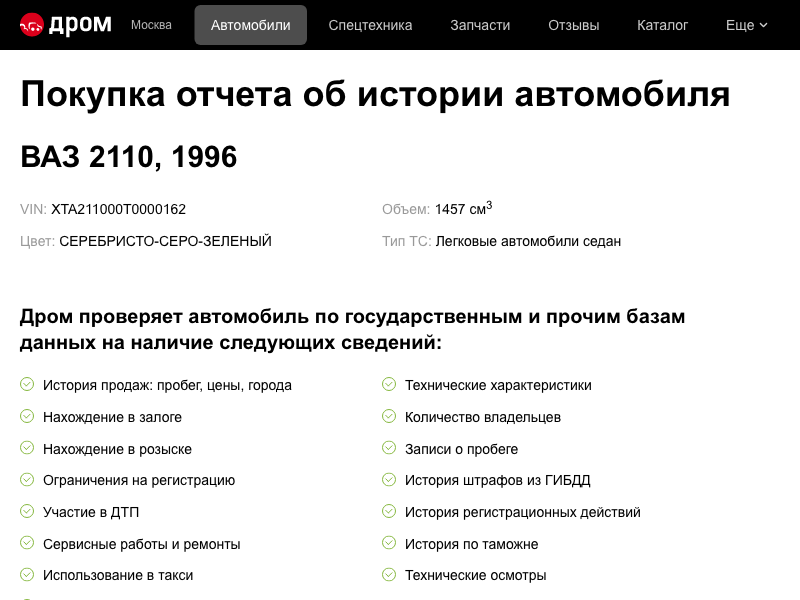 дром Москва Автомобили Спецтехника Запчасти Отзывы Каталог Еще
Покупка отчета об истории автомобиля
ВАЗ 2110, 1996
VIN: XTA211000T0000162 Объем: 1457 см³
Цвет: СЕРЕБРИСТО-СЕРО-ЗЕЛЕНЫЙ Тип ТС: Легковые автомобили седан
Дром проверяет автомобиль по государственным и прочим базам
данных на наличие следующих сведений:
История продаж: пробег, цены, города Технические характеристики
Нахождение в залоге Количество владельцев
Нахождение в розыске Записи о пробеге
Ограничения на регистрацию История штрафов из ГИБДД
Участие в ДТП История регистрационных действий
Сервисные работы и ремонты История по таможне
Использование в такси Технические осмотры